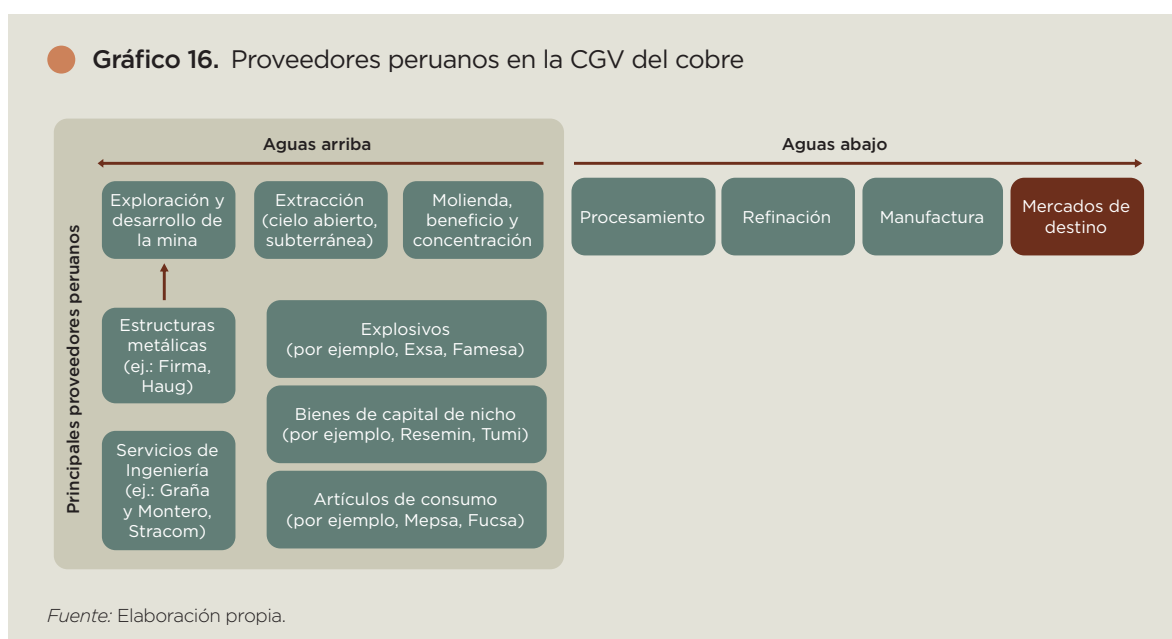 Gráfico 16. Proveedores peruanos en la CGV del cobre
Aguas arriba
Aguas abajo
Principales proveedores peruanos
Exploración y
desarrollo de
la mina
Extracción
(cielo abierto,
subterránea)
Molienda,
beneficio y
concentración
Procesamiento
Refinación
Manufactura
Mercados de
destino
Estructuras
metálicas
(ej.: Firma,
Haug)
Explosivos
(por ejemplo, Exsa, Famesa)
Bienes de capital de nicho
(por ejemplo, Resemin, Tumi)
Servicios de
Ingeniería
(ej.: Graña
y Montero,
Stracom)
Artículos de consumo
(por ejemplo, Mepsa, Fucsa)
Fuente: Elaboración propia.